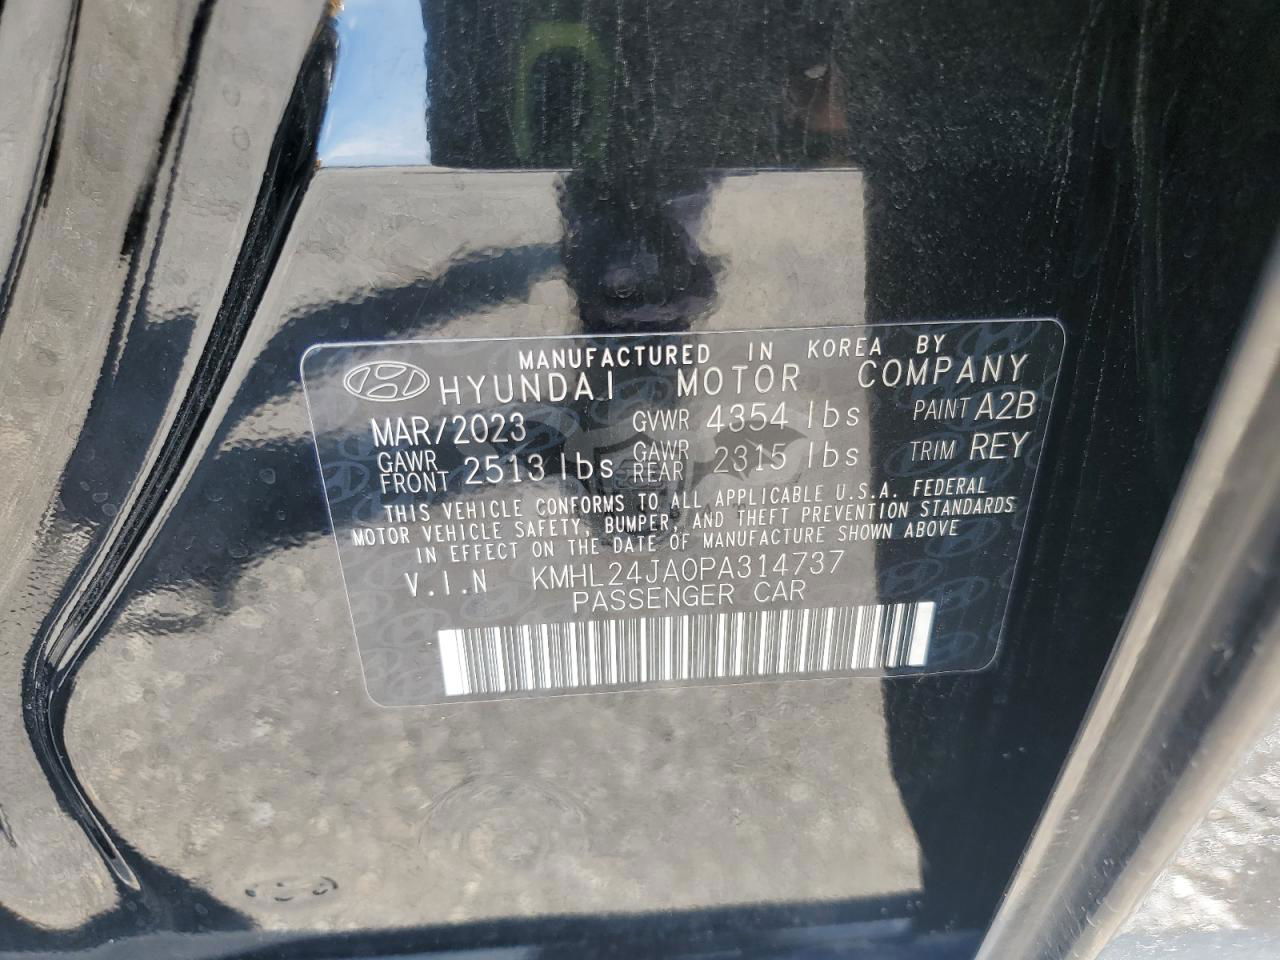 MANUFACTURED IN KOREA BY
HYUNDAI MOTOR COMPANY
MAR/2023 GVWR 4354 lbs PAINT A2B
GAWR FRONT 2513 lbs GAWR REAR 2315 lbs TRIM REY
THIS VEHICLE CONFORMS TO ALL APPLICABLE U.S.A. FEDERAL
MOTOR VEHICLE SAFETY, BUMPER, AND THEFT PREVENTION STANDARDS
IN EFFECT ON THE DATE OF MANUFACTURE SHOWN ABOVE
V.I.N KMHL24JA0PA314737
PASSENGER CAR